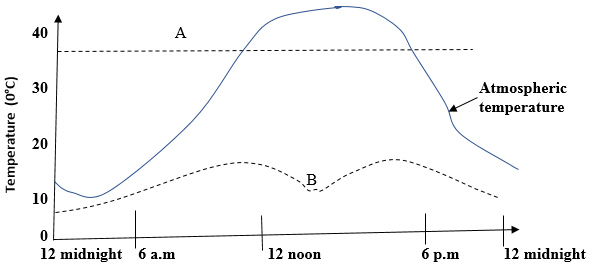 40
A
30
Atmospheric
temperature
20
Temperature (0°C)
B
10
0
12 midnight 6 a.m 12 noon 6 p.m 12 midnight